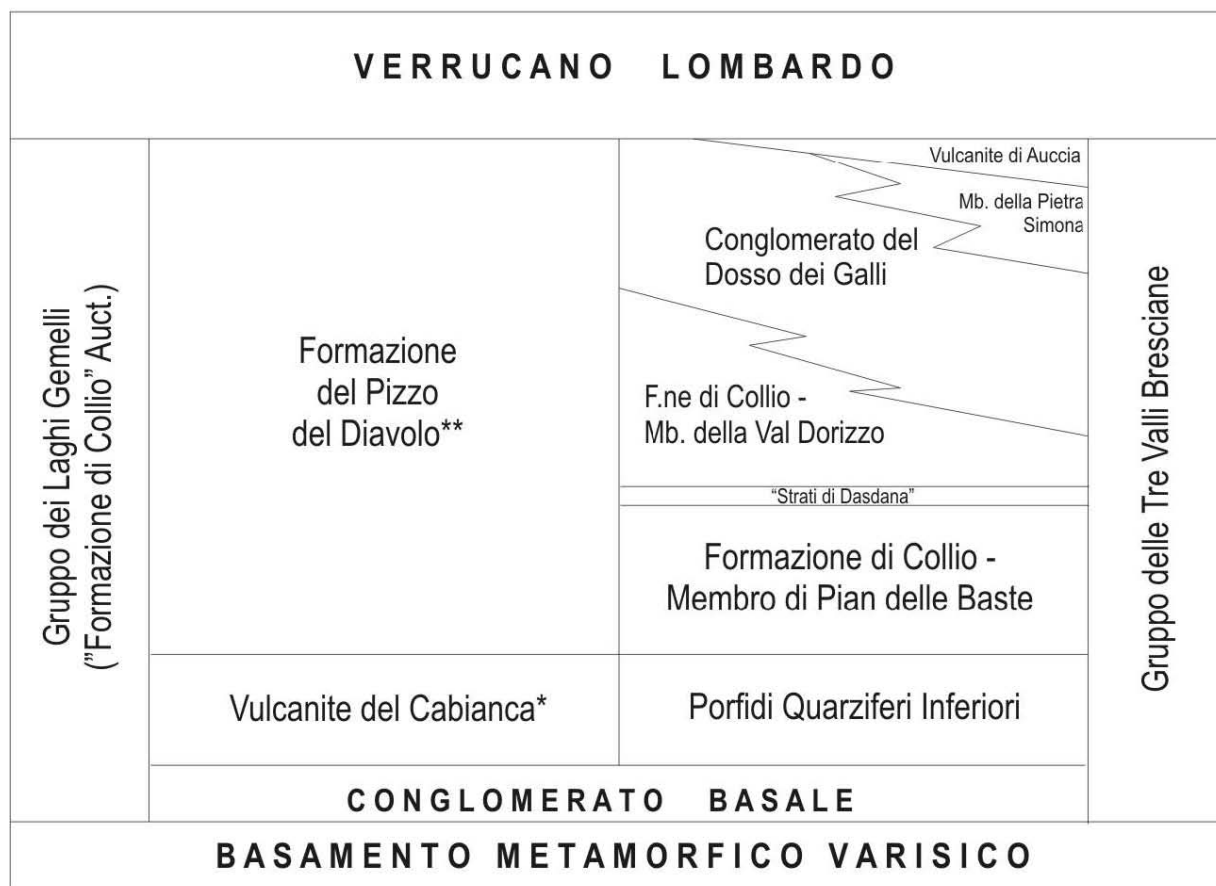 VERRUCANO LOMBARDO
Gruppo dei Laghi Gemelli
("Formazione di Collio" Auct.)
Formazione
del Pizzo
del Diavolo**
Vulcanite del Cabianca*
Vulcanite di Auccia
Mb. della Pietra
Simona
Conglomerato del
Dosso dei Galli
F.ne di Collio -
Mb. della Val Dorizzo
“Strati di Dasdana”
Formazione di Collio -
Membro di Pian delle Baste
Porfidi Quarziferi Inferiori
Gruppo delle Tre Valli Bresciane
CONGLOMERATO BASALE
BASAMENTO METAMORFICO VARISICO